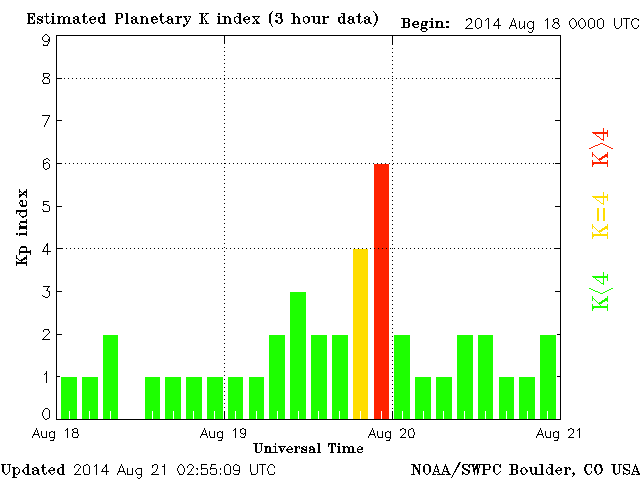 Estimated Planetary K index (3 hour data) Begin: 2014 Aug 18 0000 UTC
9
8
7
6
5
4
3
2
1
0
Kp index
K>4
K=4
K<4
Aug 18 Aug 19 Aug 20 Aug 21
Universal Time
Updated 2014 Aug 21 02:55:09 UTC NOAA/SWPC Boulder, CO USA